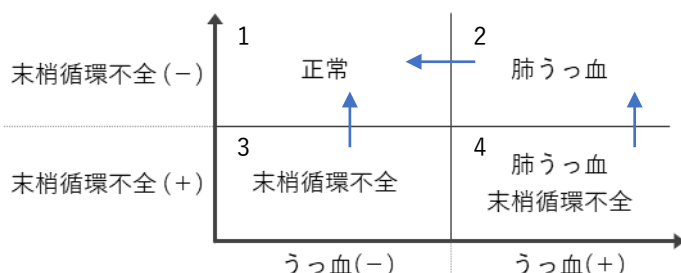 1
正常
2
肺うっ血
末梢循環不全(−)
3
末梢循環不全
4
肺うっ血
末梢循環不全
末梢循環不全(+)
うっ血(−)
うっ血(+)